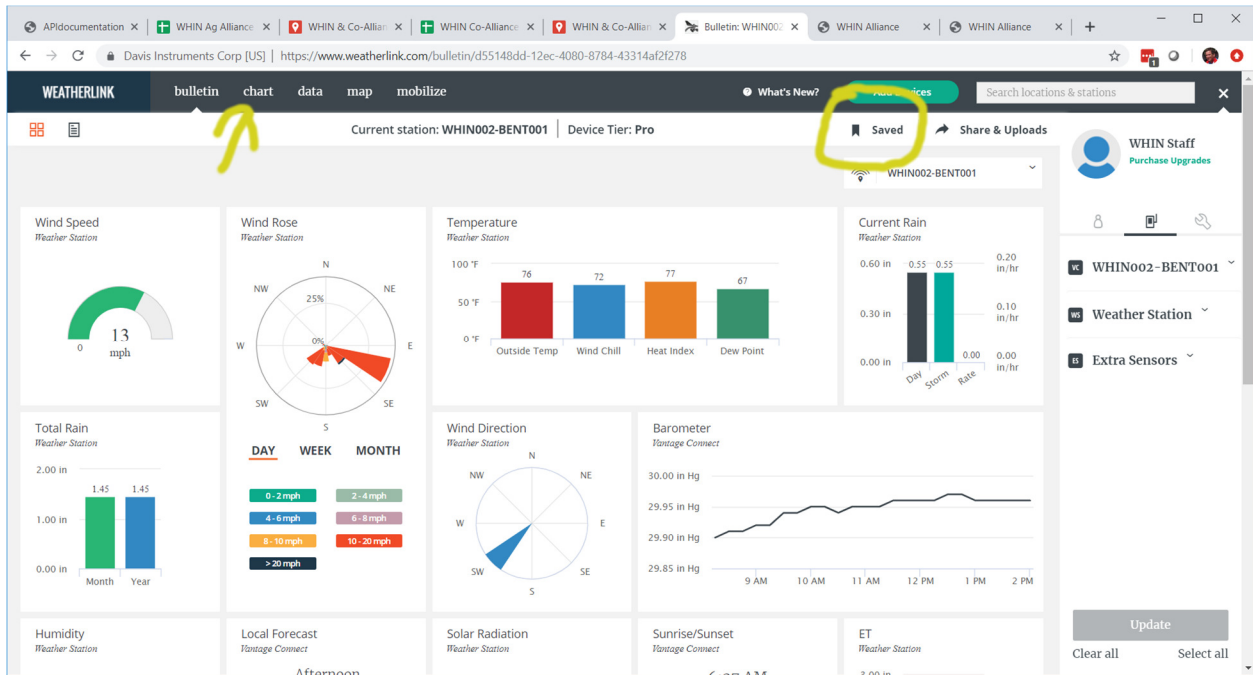 APIdocumentation
WHIN Ag Alliance
WHIN & Co-Allian
WHIN Co-Alliance
WHIN & Co-Allian
Bulletin: WHIN002
WHIN Alliance
WHIN Alliance
Davis Instruments Corp [US] | https://www.weatherlink.com/bulletin/d55148dd-12ec-4080-8784-43314af2f278
1
WEATHERLINK bulletin chart data map mobilize What's New? Add Devices Search locations & stations
Current station: WHIN002-BENT001 | Device Tier: Pro
Saved
Share & Uploads
WHIN Staff
Purchase Upgrades
WHIN002-BENT001
VC WHIN002-BENT001
WS Weather Station
ES Extra Sensors
Wind Speed
Weather Station
13
0 mph
Wind Rose
Weather Station
N
NW NE
25%
W 0% E
SW SE
S
DAY WEEK MONTH
0 - 2 mph 2 - 4 mph
4 - 6 mph 6 - 8 mph
8 - 10 mph 10 - 20 mph
> 20 mph
Temperature
Weather Station
100 °F
50 °F
0 °F
76 72 77 67
Outside Temp Wind Chill Heat Index Dew Point
Current Rain
Weather Station
0.60 in 0.55 0.55 0.20 in/hr
0.30 in 0.10 in/hr
0.00 in 0.00 0.00 in/hr
Day Storm Rate
Total Rain
Weather Station
2.00 in
1.45 1.45
1.00 in
0.00 in
Month Year
Wind Direction
Weather Station
N
NW NE
W E
SW SE
S
Barometer
Vantage Connect
30.00 in Hg
29.95 in Hg
29.90 in Hg
29.85 in Hg
9 AM 10 AM 11 AM 12 PM 1 PM 2 PM
Humidity
Weather Station
Local Forecast
Vantage Connect
Afternoon
Solar Radiation
Weather Station
Sunrise/Sunset
Vantage Connect
ET
Weather Station
Update
Clear all Select all